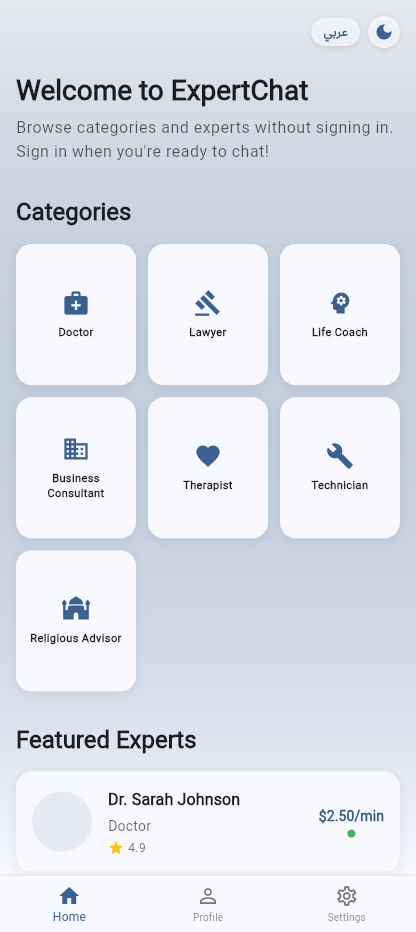 عربي
Welcome to ExpertChat
Browse categories and experts without signing in.
Sign in when you're ready to chat!
Categories
Doctor
Lawyer
Life Coach
Business
Consultant
Therapist
Technician
Religious Advisor
Featured Experts
Dr. Sarah Johnson
Doctor
4.9
$2.50/min
Home
Profile
Settings